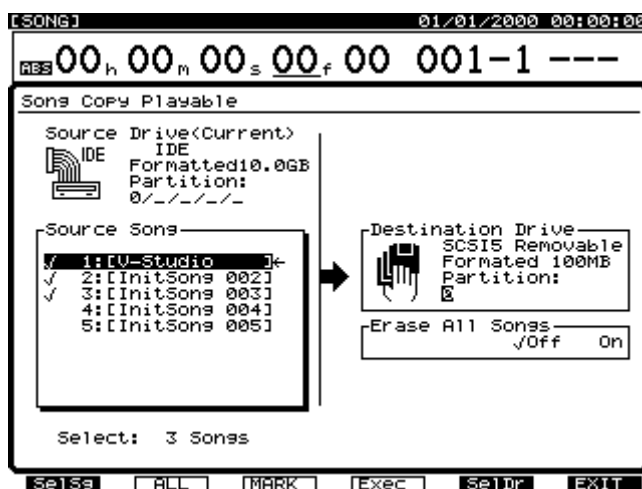 [SONG] 01/01/2000 00:00:00
ABS 00h 00m 00s 00f 00 001-1 ---
Song Copy Playable
Source Drive(Current)
IDE IDE
Formatted10.0GB
Partition:
0/_/_/_/_
Source Song
√ 1:[V-Studio ]←
√ 2:[InitSong 002]
√ 3:[InitSong 003]
4:[InitSong 004]
5:[InitSong 005]
Select: 3 Songs
Destination Drive
SCSI5 Removable
Formated 100MB
Partition:
0
Erase All Songs
√Off On
SelSg ALL MARK Exec SelDr EXIT